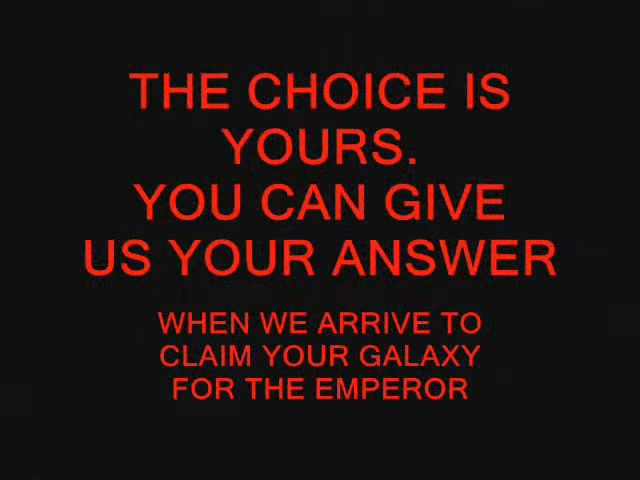 THE CHOICE IS
YOURS.
YOU CAN GIVE
US YOUR ANSWER
WHEN WE ARRIVE TO
CLAIM YOUR GALAXY
FOR THE EMPEROR